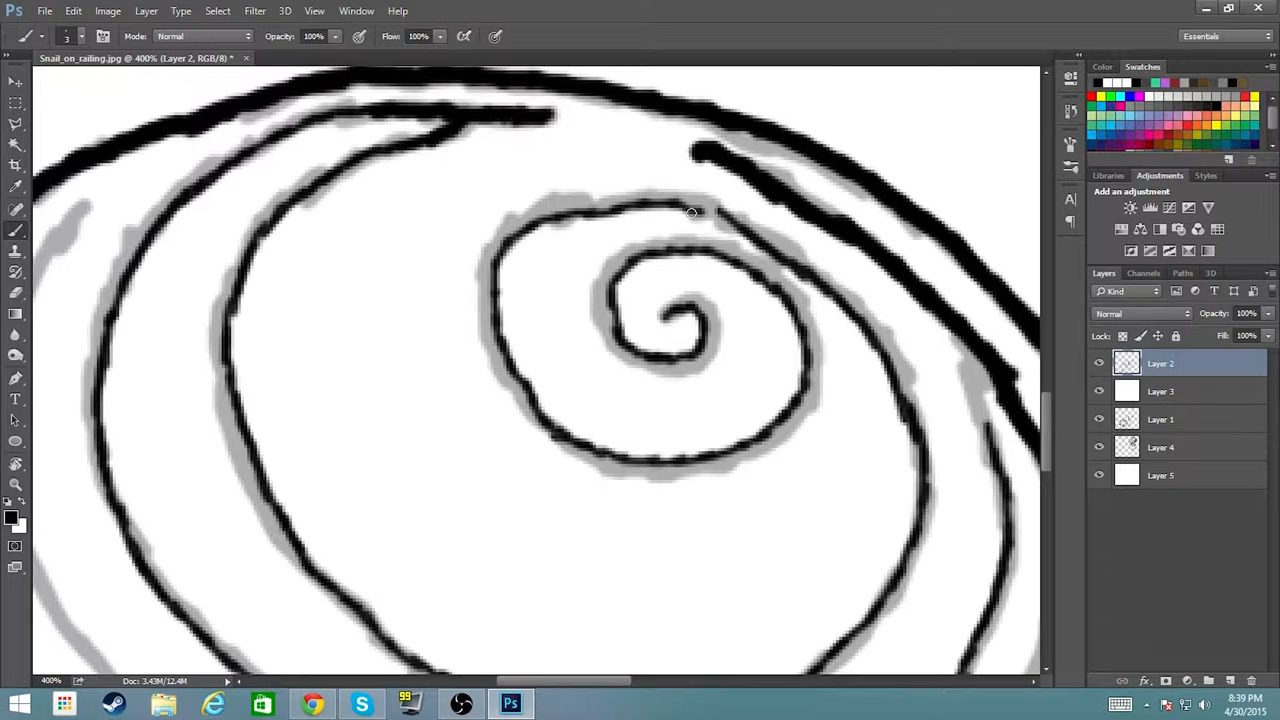 Ps File Edit Image Layer Type Select Filter 3D View Window Help
3 Mode: Normal Opacity: 100% Flow: 100% Essentials
Snail_on_railing.jpg @ 400% (Layer 2, RGB/8) * ×
Color Swatches
Libraries Adjustments Styles
Add an adjustment
Layers Channels Paths 3D
Kind
Normal Opacity: 100%
Lock: Fill: 100%
Layer 2
Layer 3
Layer 1
Layer 4
Layer 5
400% Doc: 3.43M/12.4M
99 Ps 8:39 PM
4/30/2015